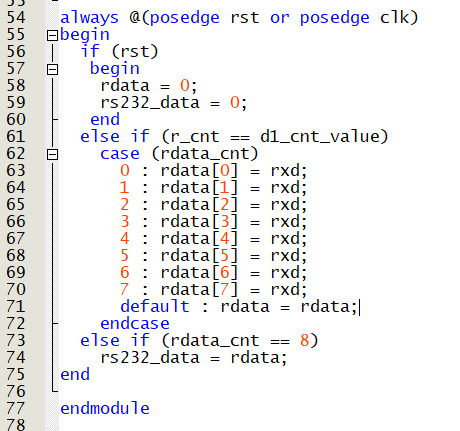 53
54 always @(posedge rst or posedge clk)
55 begin
56 if (rst)
57 begin
58 rdata = 0;
59 rs232_data = 0;
60 end
61 else if (r_cnt == d1_cnt_value)
62 case (rdata_cnt)
63 0 : rdata[0] = rxd;
64 1 : rdata[1] = rxd;
65 2 : rdata[2] = rxd;
66 3 : rdata[3] = rxd;
67 4 : rdata[4] = rxd;
68 5 : rdata[5] = rxd;
69 6 : rdata[6] = rxd;
70 7 : rdata[7] = rxd;
71 default : rdata = rdata;
72 endcase
73 else if (rdata_cnt == 8)
74 rs232_data = rdata;
75 end
76
77 endmodule
78